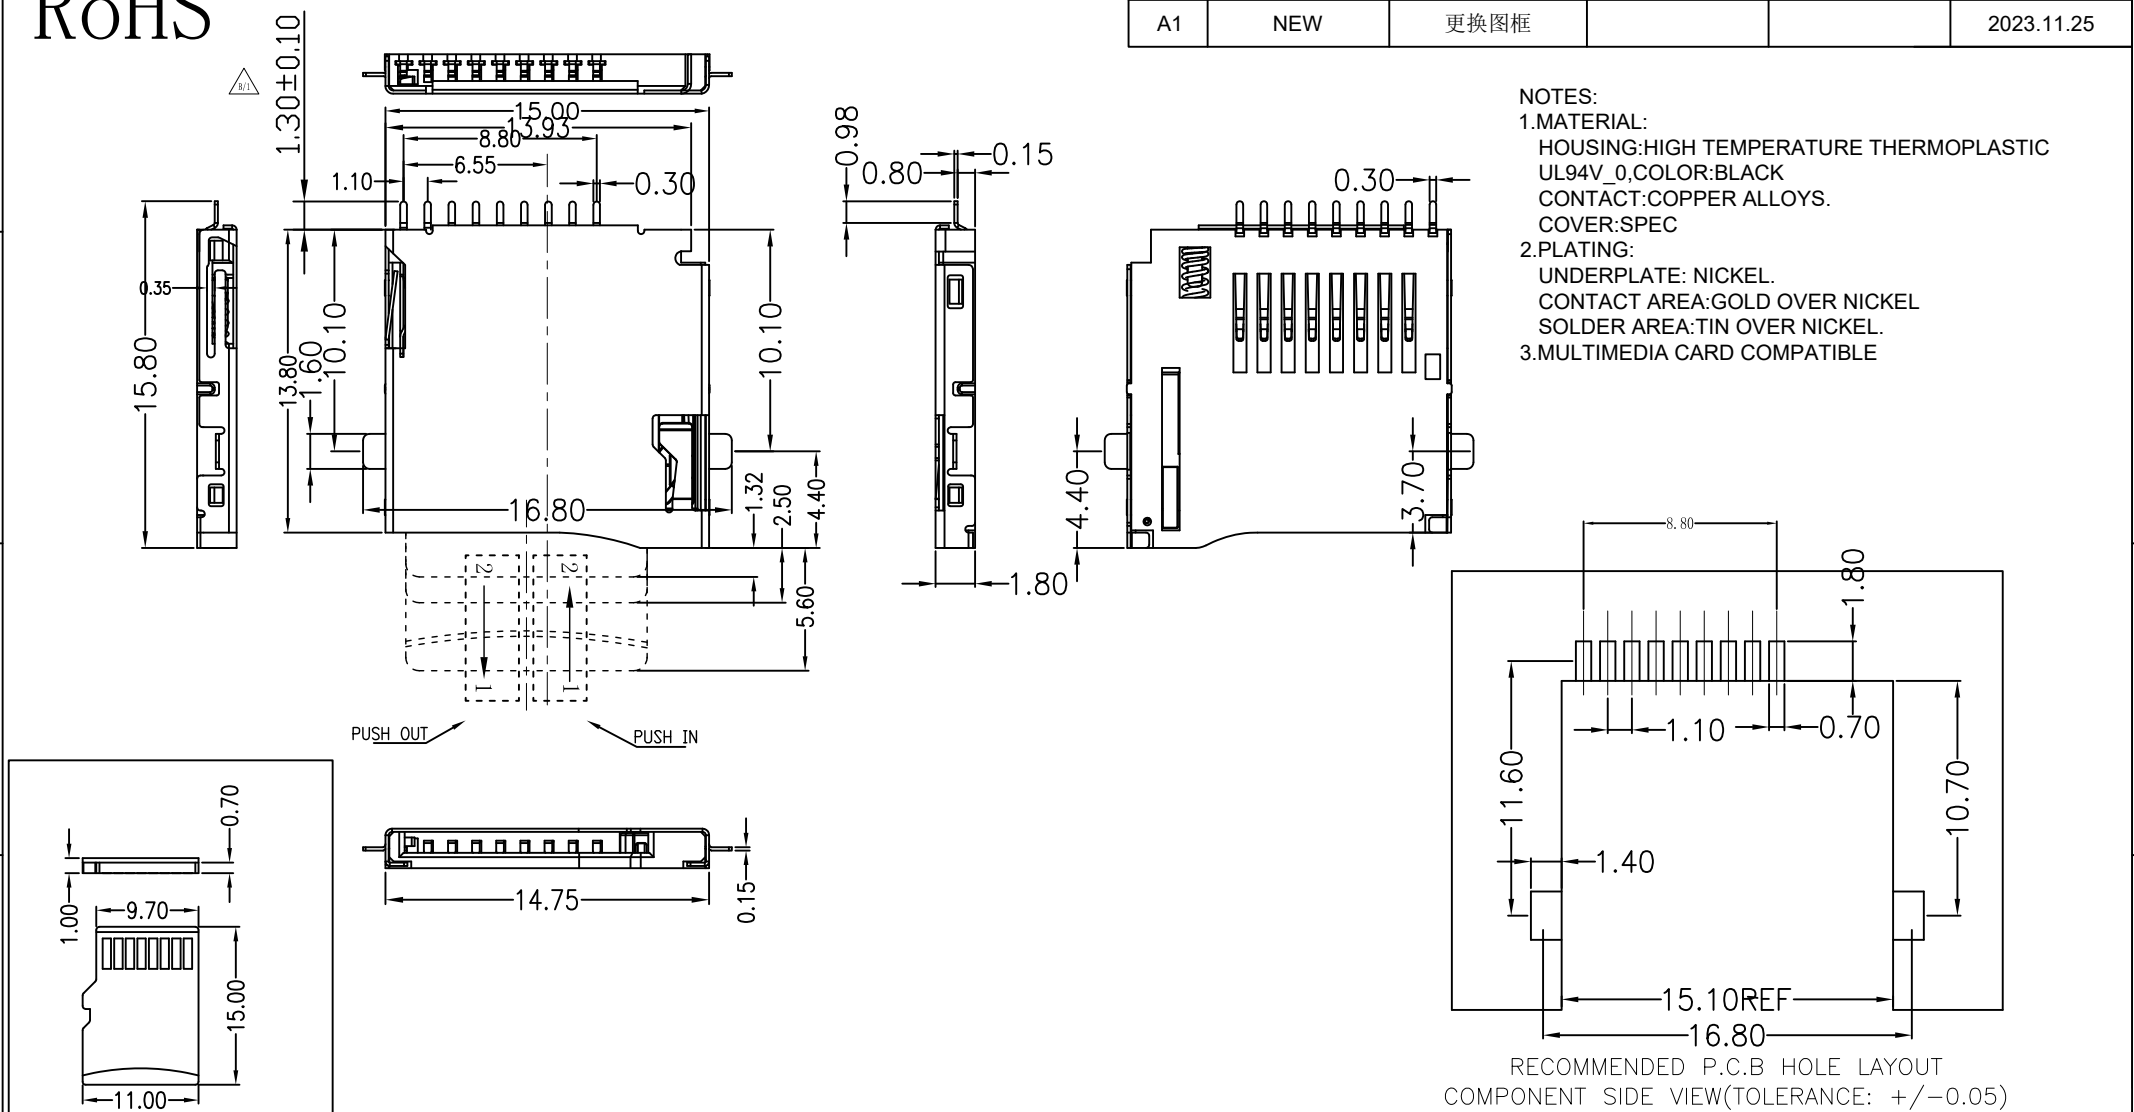 RoHS
A1 NEW 更换图框 2023.11.25
B/1
1.30±0.10
15.00
13.93
8.80
6.55
1.10
0.30
0.35
15.80
13.80
1.60
10.10
10.10
16.80
1.32
2.50
4.40
5.60
2
2
1
1
PUSH OUT
PUSH IN
0.98
0.80
0.15
1.80
0.30
4.40
3.70
NOTES:
1.MATERIAL:
HOUSING:HIGH TEMPERATURE THERMOPLASTIC
UL94V_0,COLOR:BLACK
CONTACT:COPPER ALLOYS.
COVER:SPEC
2.PLATING:
UNDERPLATE: NICKEL.
CONTACT AREA:GOLD OVER NICKEL
SOLDER AREA:TIN OVER NICKEL.
3.MULTIMEDIA CARD COMPATIBLE
0.70
1.00
9.70
15.00
11.00
14.75
0.15
8.80
1.80
1.10
0.70
11.60
10.70
1.40
15.10REF
16.80
RECOMMENDED P.C.B HOLE LAYOUT
COMPONENT SIDE VIEW(TOLERANCE: +/-0.05)